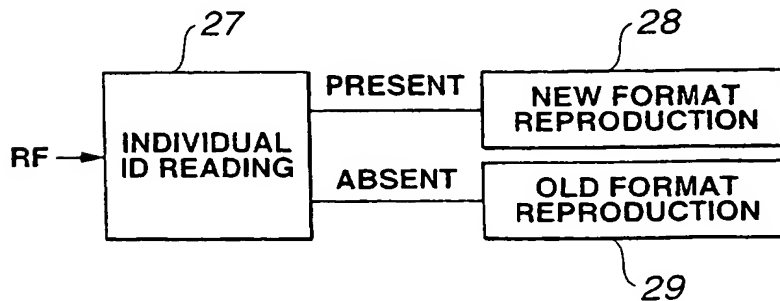 27
28
PRESENT
NEW FORMAT
REPRODUCTION
RF
INDIVIDUAL
ID READING
ABSENT
OLD FORMAT
REPRODUCTION
29